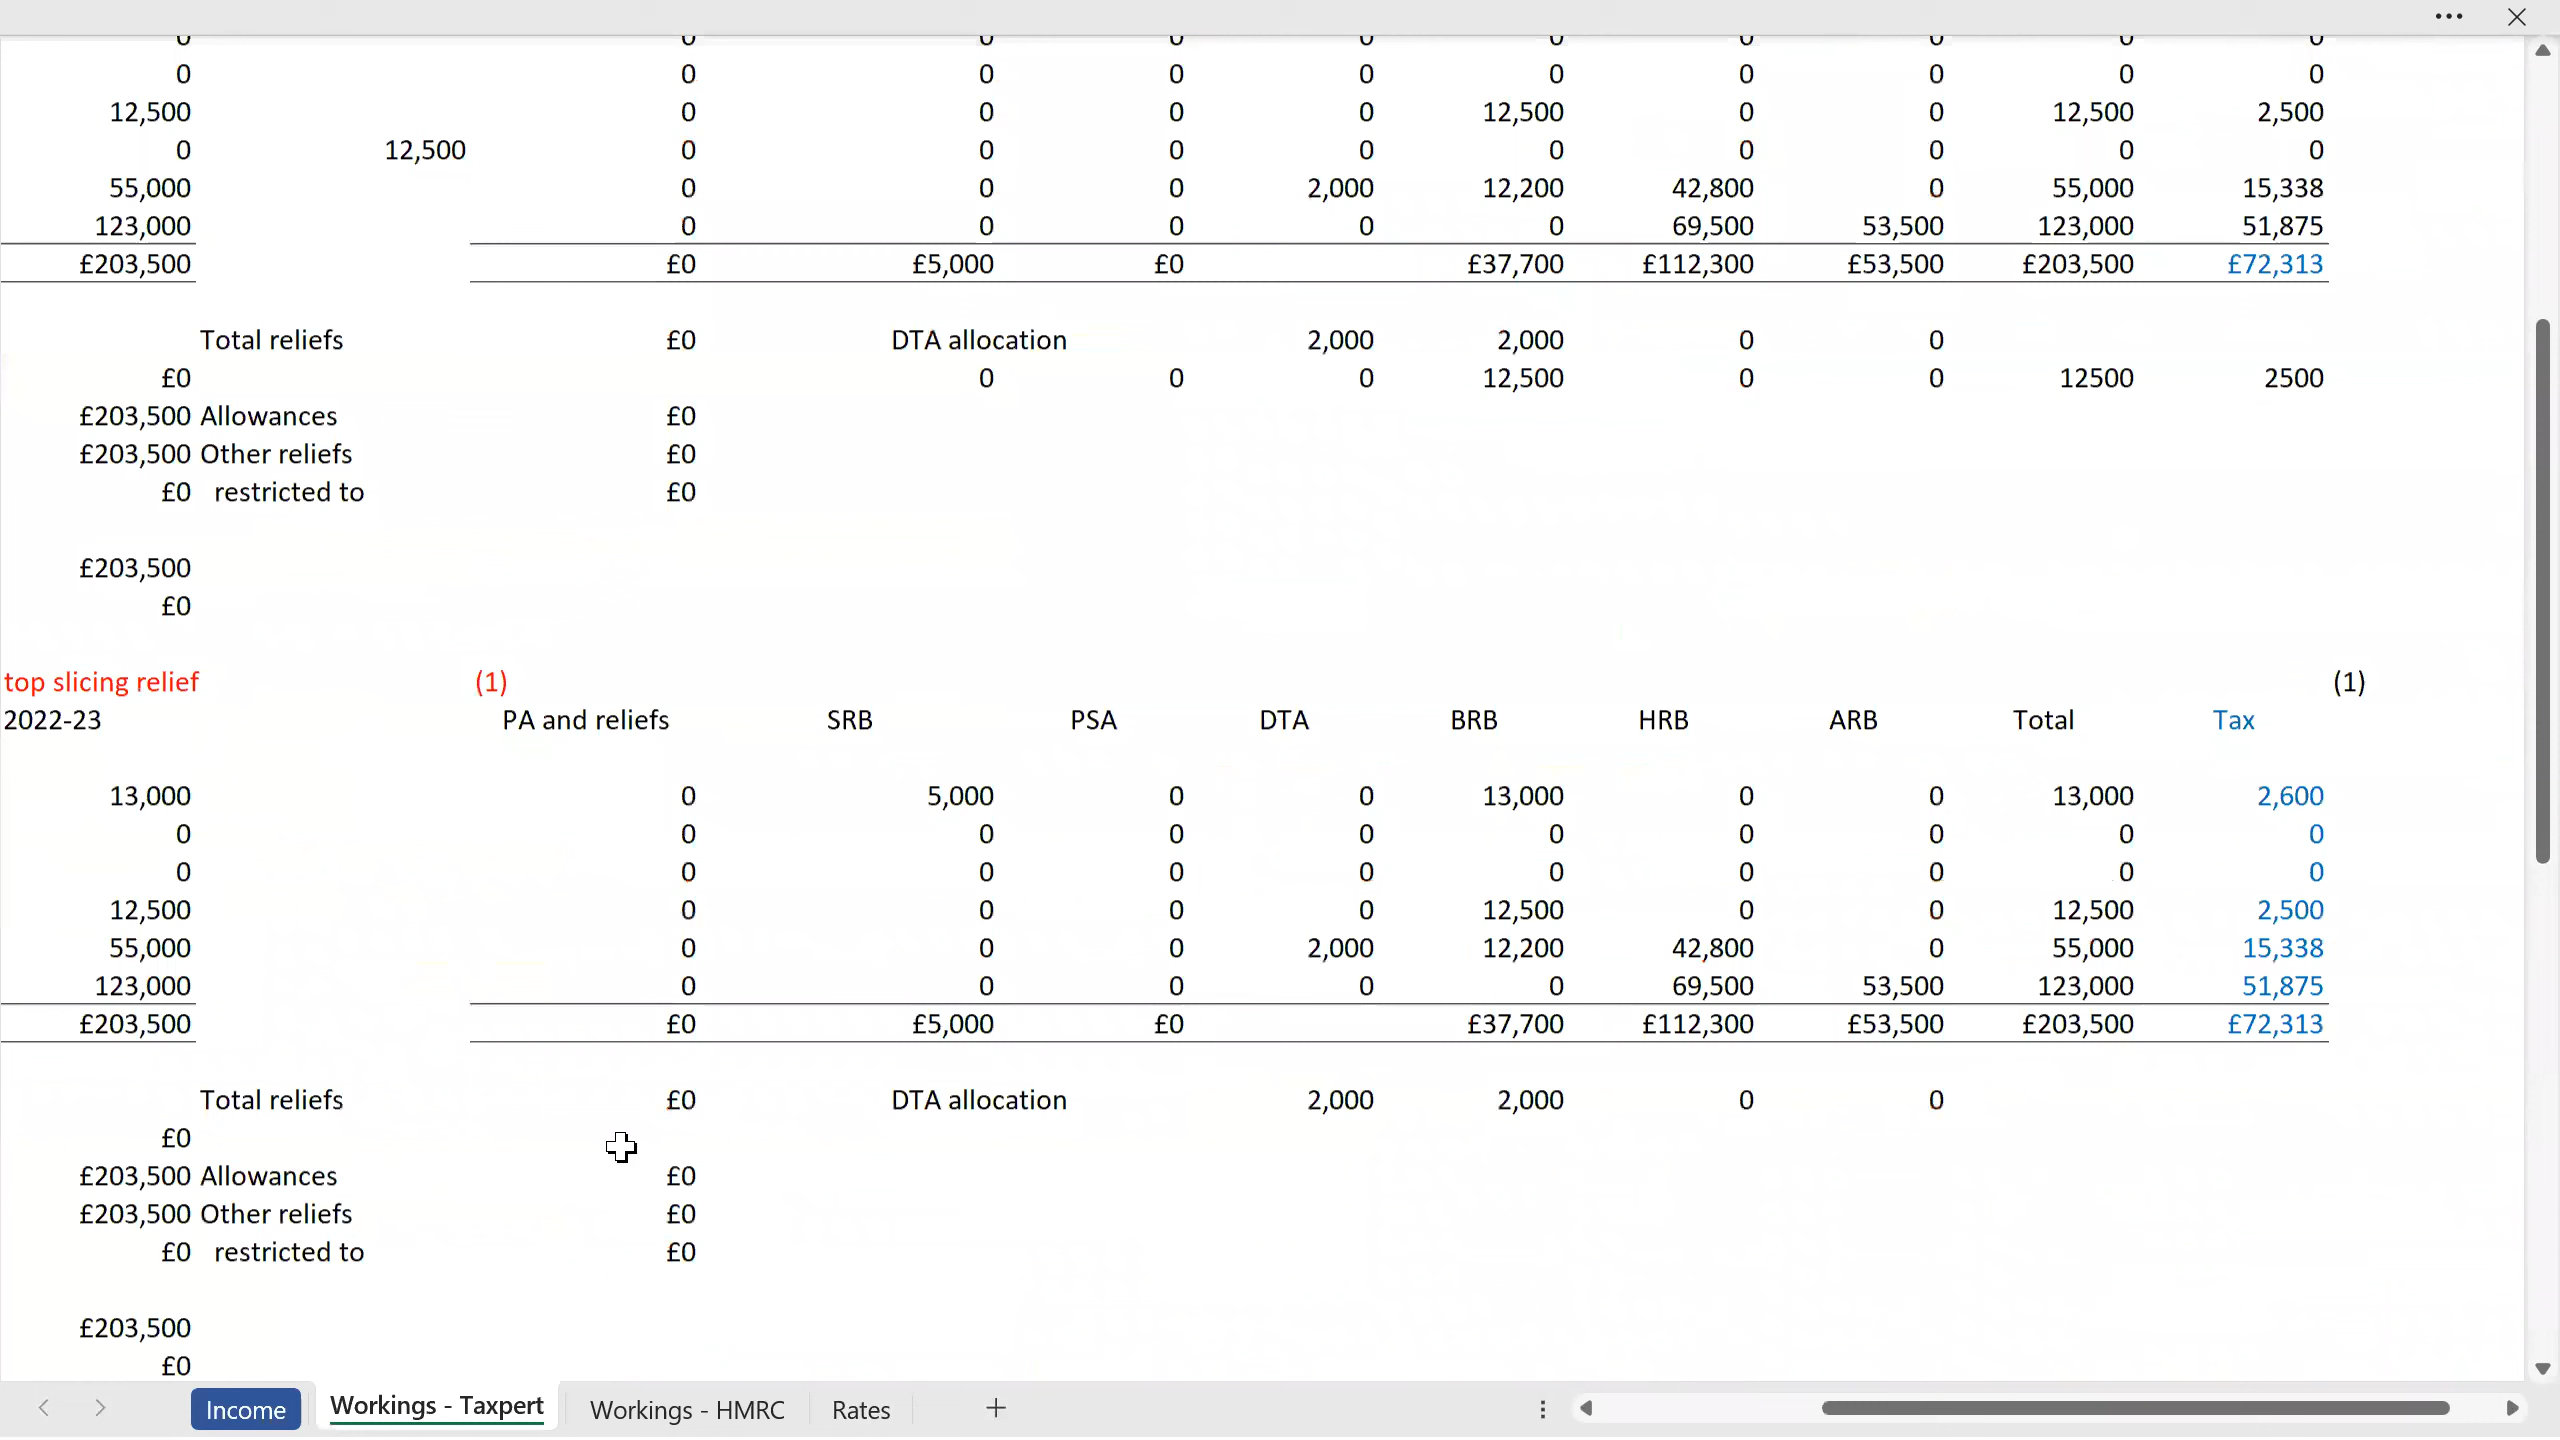 0 0 0 0 0 0 0 0 0 0
0 0 0 0 0 0 0 0 0 0
12,500 0 0 0 0 12,500 0 0 12,500 2,500
0 12,500 0 0 0 0 0 0 0 0 0
55,000 0 0 0 2,000 12,200 42,800 0 55,000 15,338
123,000 0 0 0 0 0 69,500 53,500 123,000 51,875
£203,500 £0 £5,000 £0 £37,700 £112,300 £53,500 £203,500 £72,313
Total reliefs £0 DTA allocation 2,000 2,000 0 0
£0 0 0 0 12,500 0 0 12500 2500
£203,500 Allowances £0
£203,500 Other reliefs £0
£0 restricted to £0
£203,500
£0
top slicing relief (1) (1)
2022-23 PA and reliefs SRB PSA DTA BRB HRB ARB Total Tax
13,000 0 5,000 0 0 13,000 0 0 13,000 2,600
0 0 0 0 0 0 0 0 0 0
0 0 0 0 0 0 0 0 0 0
12,500 0 0 0 0 12,500 0 0 12,500 2,500
55,000 0 0 0 2,000 12,200 42,800 0 55,000 15,338
123,000 0 0 0 0 0 69,500 53,500 123,000 51,875
£203,500 £0 £5,000 £0 £37,700 £112,300 £53,500 £203,500 £72,313
Total reliefs £0 DTA allocation 2,000 2,000 0 0
£0
£203,500 Allowances £0
£203,500 Other reliefs £0
£0 restricted to £0
£203,500
£0
Income Workings - Taxpert Workings - HMRC Rates